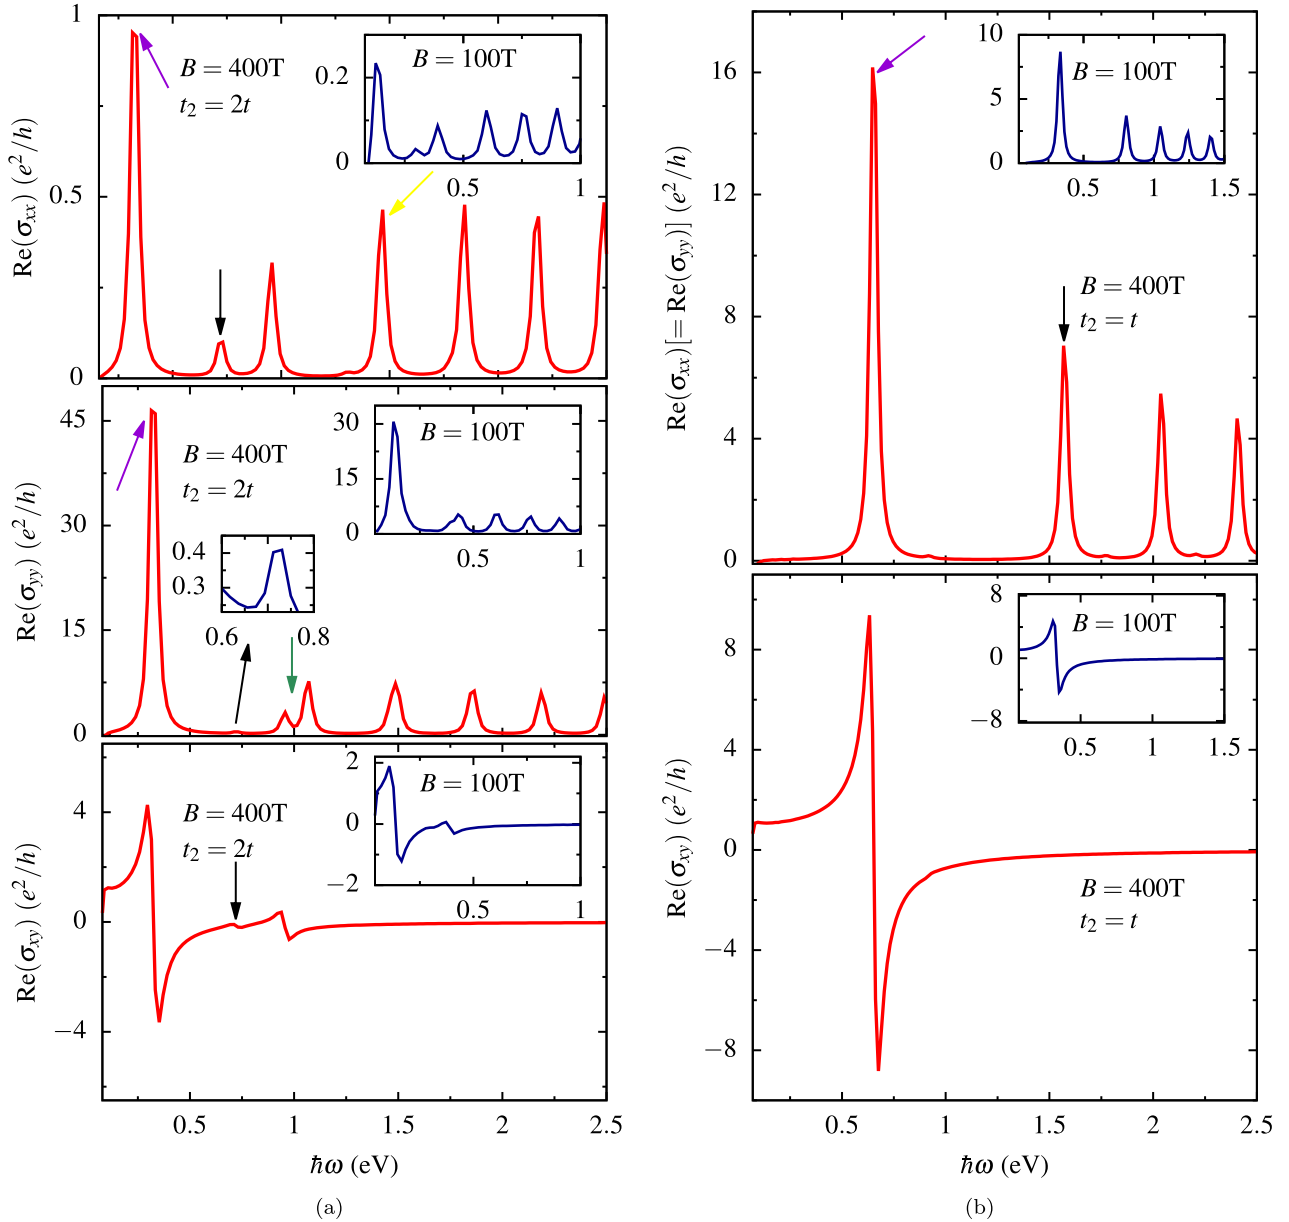 Re(σxx) (e²/h)
1
0.5
0
B = 400T
t₂ = 2t
B = 100T
0.2
0
0.5
1
Re(σyy) (e²/h)
45
30
15
0
B = 400T
t₂ = 2t
B = 100T
30
15
0
0.5
1
0.4
0.3
0.6
0.8
Re(σxy) (e²/h)
4
0
−4
B = 400T
t₂ = 2t
B = 100T
2
0
−2
0.5
1
0.5
1
1.5
2
2.5
ħω (eV)
(a)
Re(σxx)[= Re(σyy)] (e²/h)
16
12
8
4
0
B = 100T
10
5
0
0.5
1
1.5
B = 400T
t₂ = t
Re(σxy) (e²/h)
8
4
0
−4
−8
B = 100T
8
0
−8
0.5
1
1.5
B = 400T
t₂ = t
0.5
1
1.5
2
2.5
ħω (eV)
(b)